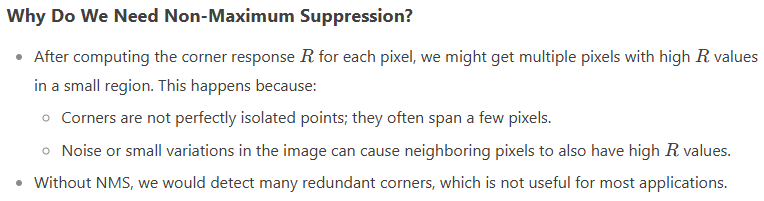 Why Do We Need Non-Maximum Suppression?
• After computing the corner response R for each pixel, we might get multiple pixels with high R values
in a small region. This happens because:
◦ Corners are not perfectly isolated points; they often span a few pixels.
◦ Noise or small variations in the image can cause neighboring pixels to also have high R values.
• Without NMS, we would detect many redundant corners, which is not useful for most applications.